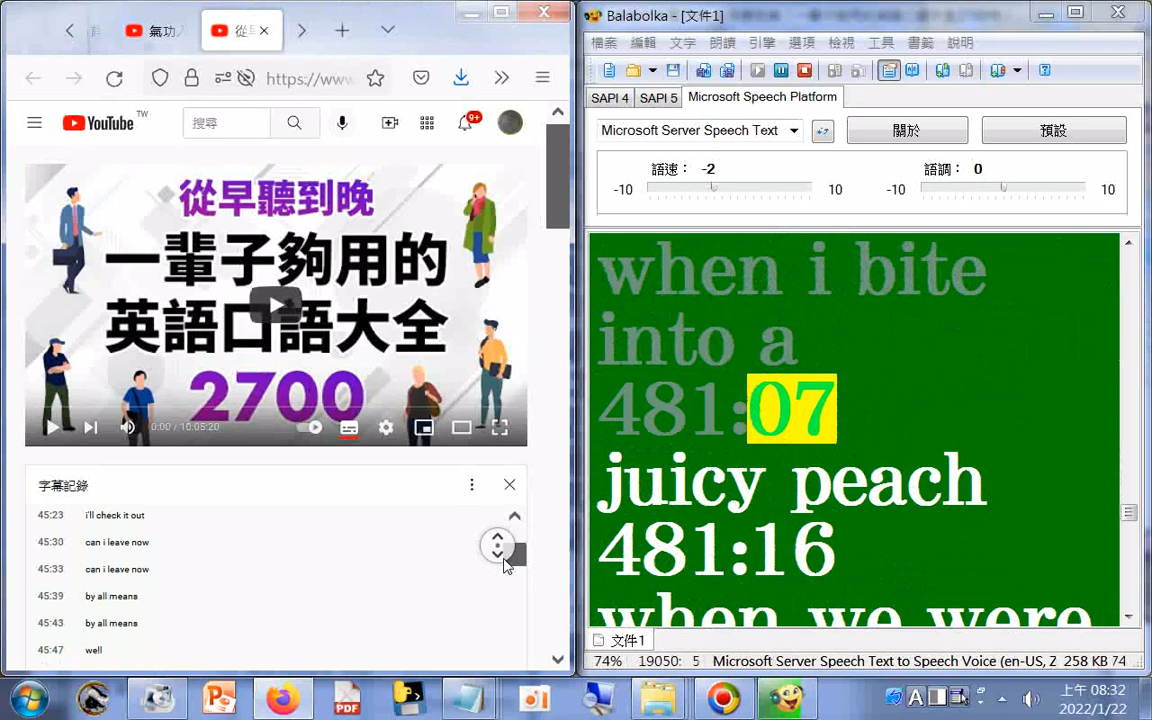 氣功
從
https://www
YouTube TW
搜尋
9+
從早聽到晚
一輩子夠用的
英語口語大全
2700
0:00 / 10:05:20
字幕記錄
45:23 i'll check it out
45:30 can i leave now
45:33 can i leave now
45:39 by all means
45:43 by all means
45:47 well
Balabolka - [文件1]
檔案 編輯 文字 朗讀 引擎 選項 檢視 工具 書籤 說明
SAPI 4 SAPI 5 Microsoft Speech Platform
Microsoft Server Speech Text 關於 預設
語速： -2 語調： 0
-10 10 -10 10
when i bite
into a
481:07
juicy peach
481:16
when we were
文件1
74% 19050: 5 Microsoft Server Speech Text to Speech Voice (en-US, Z 258 KB 74
PDF
A
上午 08:32
2022/1/22